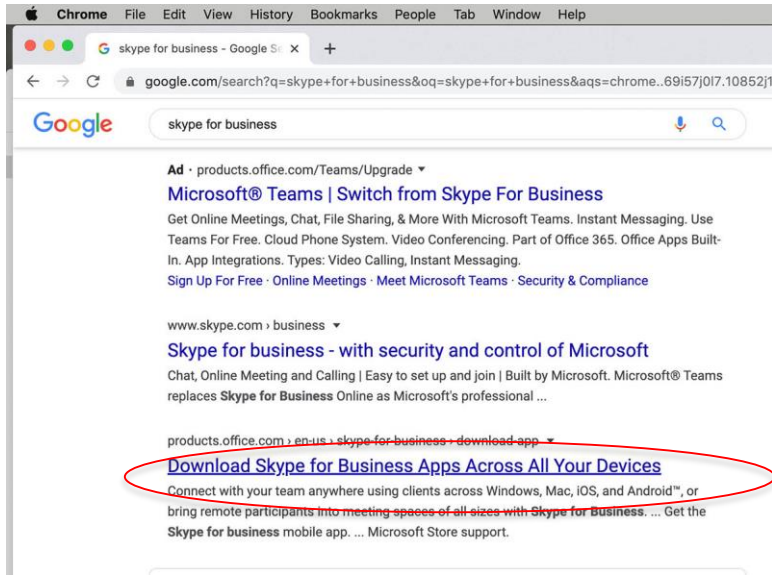 Chrome File Edit View History Bookmarks People Tab Window Help
skype for business - Google Se
google.com/search?q=skype+for+business&oq=skype+for+business&aqs=chrome..69i57j0l7.10852j1
Google
skype for business
Ad · products.office.com/Teams/Upgrade
Microsoft® Teams | Switch from Skype For Business
Get Online Meetings, Chat, File Sharing, & More With Microsoft Teams. Instant Messaging. Use
Teams For Free. Cloud Phone System. Video Conferencing. Part of Office 365. Office Apps Built-
In. App Integrations. Types: Video Calling, Instant Messaging.
Sign Up For Free · Online Meetings · Meet Microsoft Teams · Security & Compliance
www.skype.com › business
Skype for business - with security and control of Microsoft
Chat, Online Meeting and Calling | Easy to set up and join | Built by Microsoft. Microsoft® Teams
replaces Skype for Business Online as Microsoft's professional ...
products.office.com › en-us › skype-for-business › download-app
Download Skype for Business Apps Across All Your Devices
Connect with your team anywhere using clients across Windows, Mac, iOS, and Android™, or
bring remote participants into meeting spaces of all sizes with Skype for Business. ... Get the
Skype for business mobile app. ... Microsoft Store support.